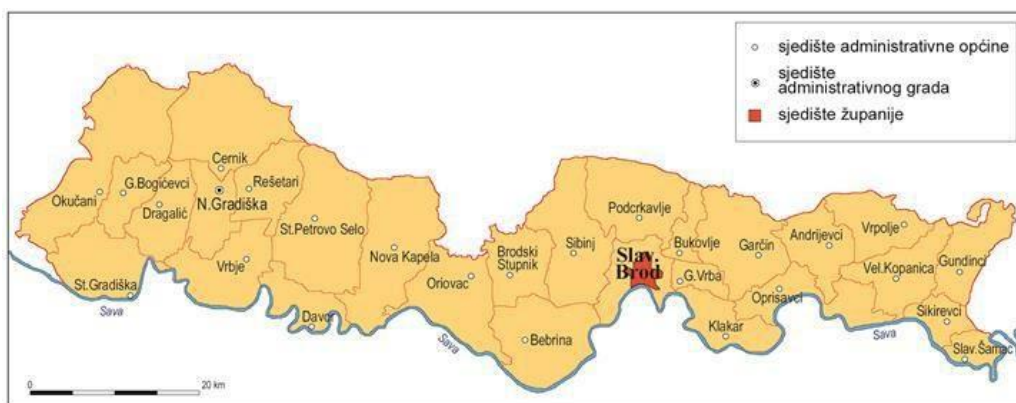 sjedište administrativne općine
sjedište
administrativnog grada
sjedište županije
Cernik
G.Bogićevci
Rešetari
Okučani
N.Gradiška
Dragalić
St.Petrovo Selo
Podcrkavlje
Vrpolje
Andrijevci
Brodski
Stupnik
Sibinj
Bukovlje
Garčin
Nova Kapela
Slav.
Brod
Vrbje
Oriovac
G.Vrba
Vel.Kopanica
Gundinci
St.Gradiška
Oprisavci
Sava
Davor
Klakar
Sikirevci
Sava
Bebrina
Sava
Slav.Šamac
0
20 km